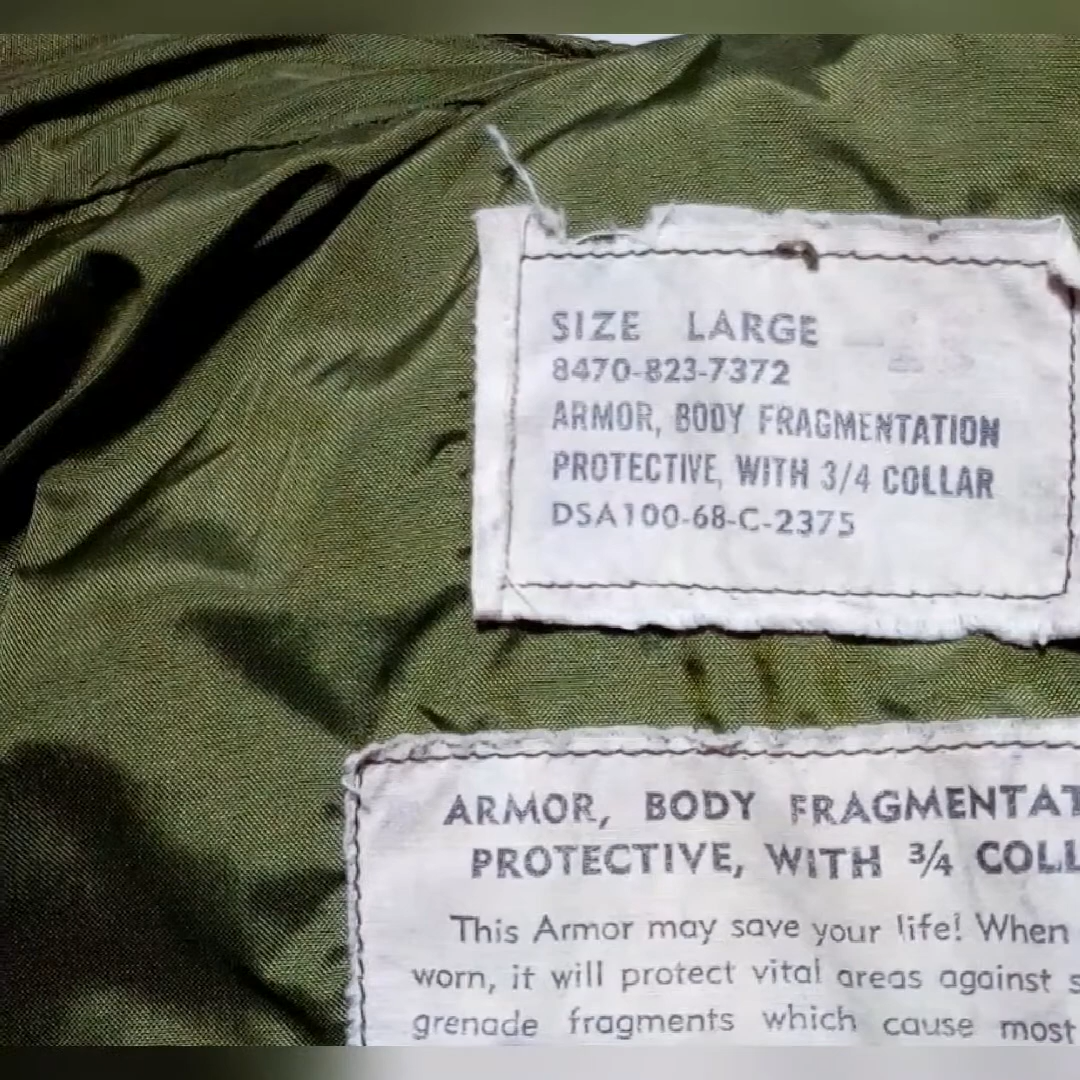 SIZE LARGE
8470-823-7372
ARMOR, BODY FRAGMENTATION
PROTECTIVE, WITH 3/4 COLLAR
DSA100-68-C-2375
ARMOR, BODY FRAGMENTAT
PROTECTIVE, WITH ¾ COLL
This Armor may save your life! When
worn, it will protect vital areas against s
grenade fragments which cause most